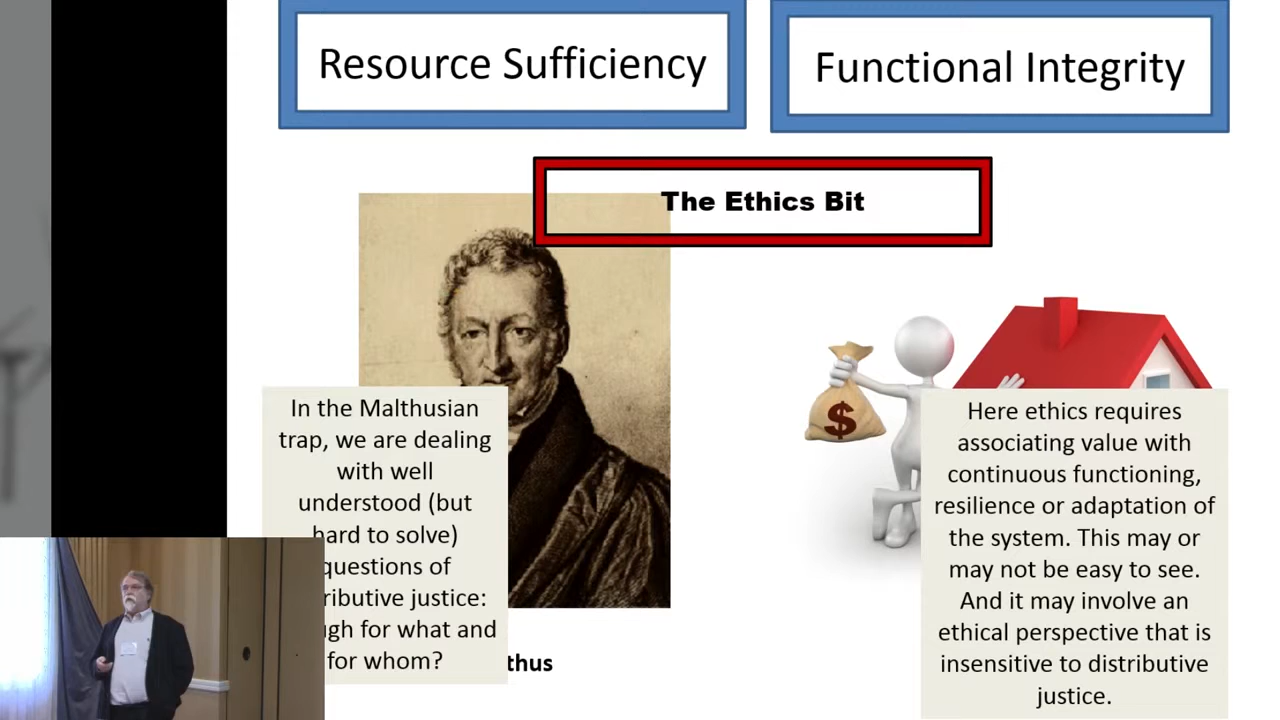 Resource Sufficiency
Functional Integrity
The Ethics Bit
In the Malthusian
trap, we are dealing
with well
understood (but
hard to solve)
questions of
justice:
for what and
for whom?
Here ethics requires
associating value with
continuous functioning,
resilience or adaptation of
the system. This may or
may not be easy to see.
And it may involve an
ethical perspective that is
insensitive to distributive
justice.
$